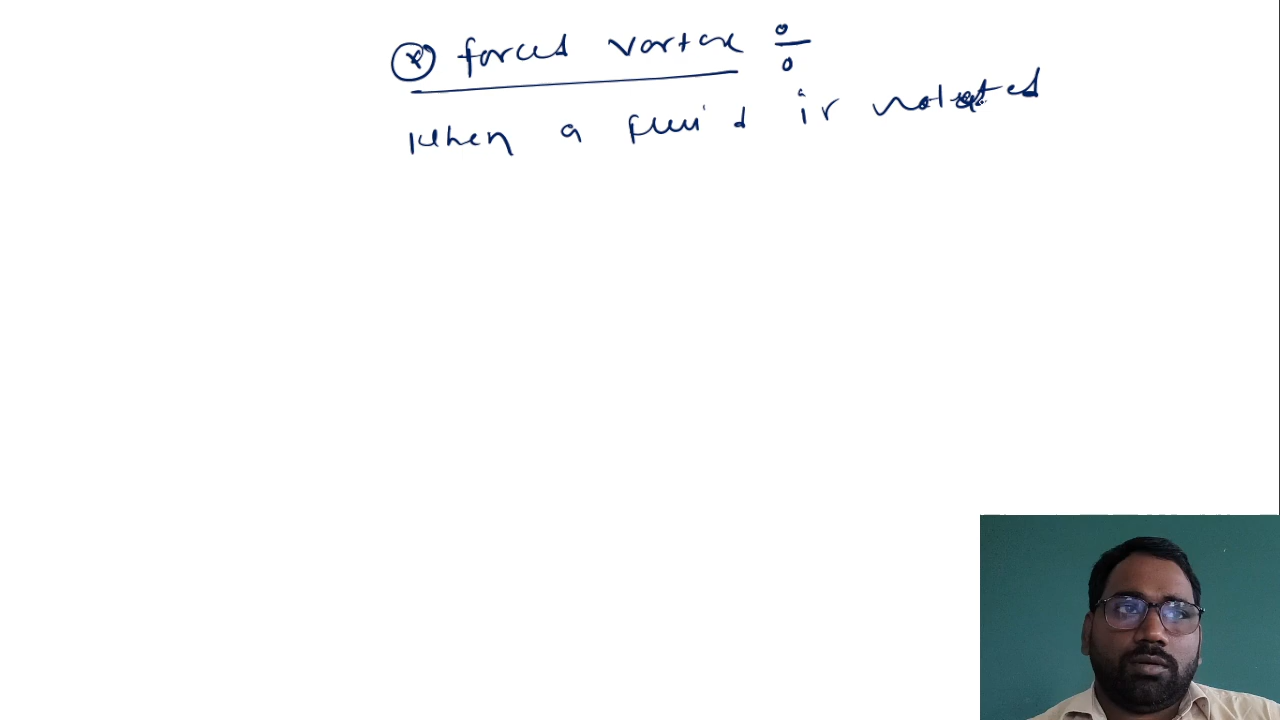 * forced vortex :-
When a fluid is rotated